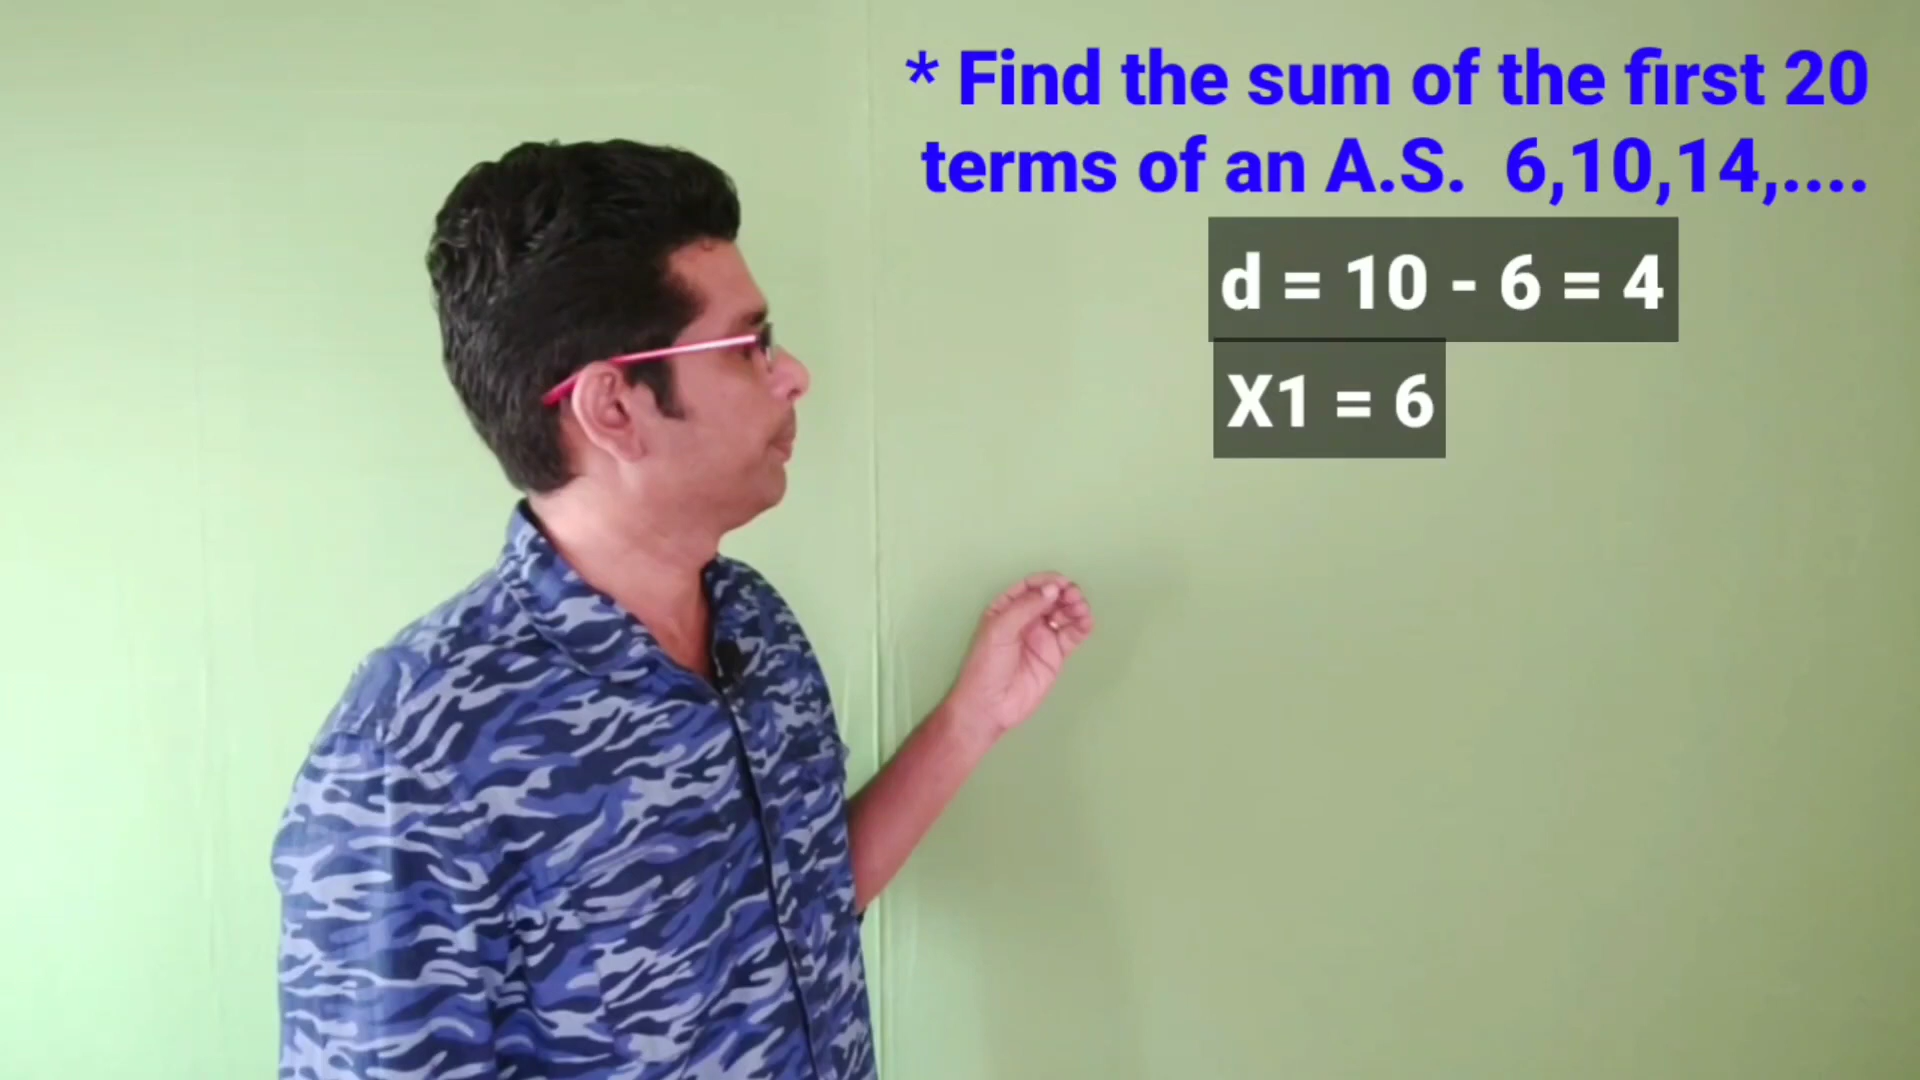 * Find the sum of the first 20
terms of an A.S. 6,10,14,....
d = 10 - 6 = 4
X1 = 6